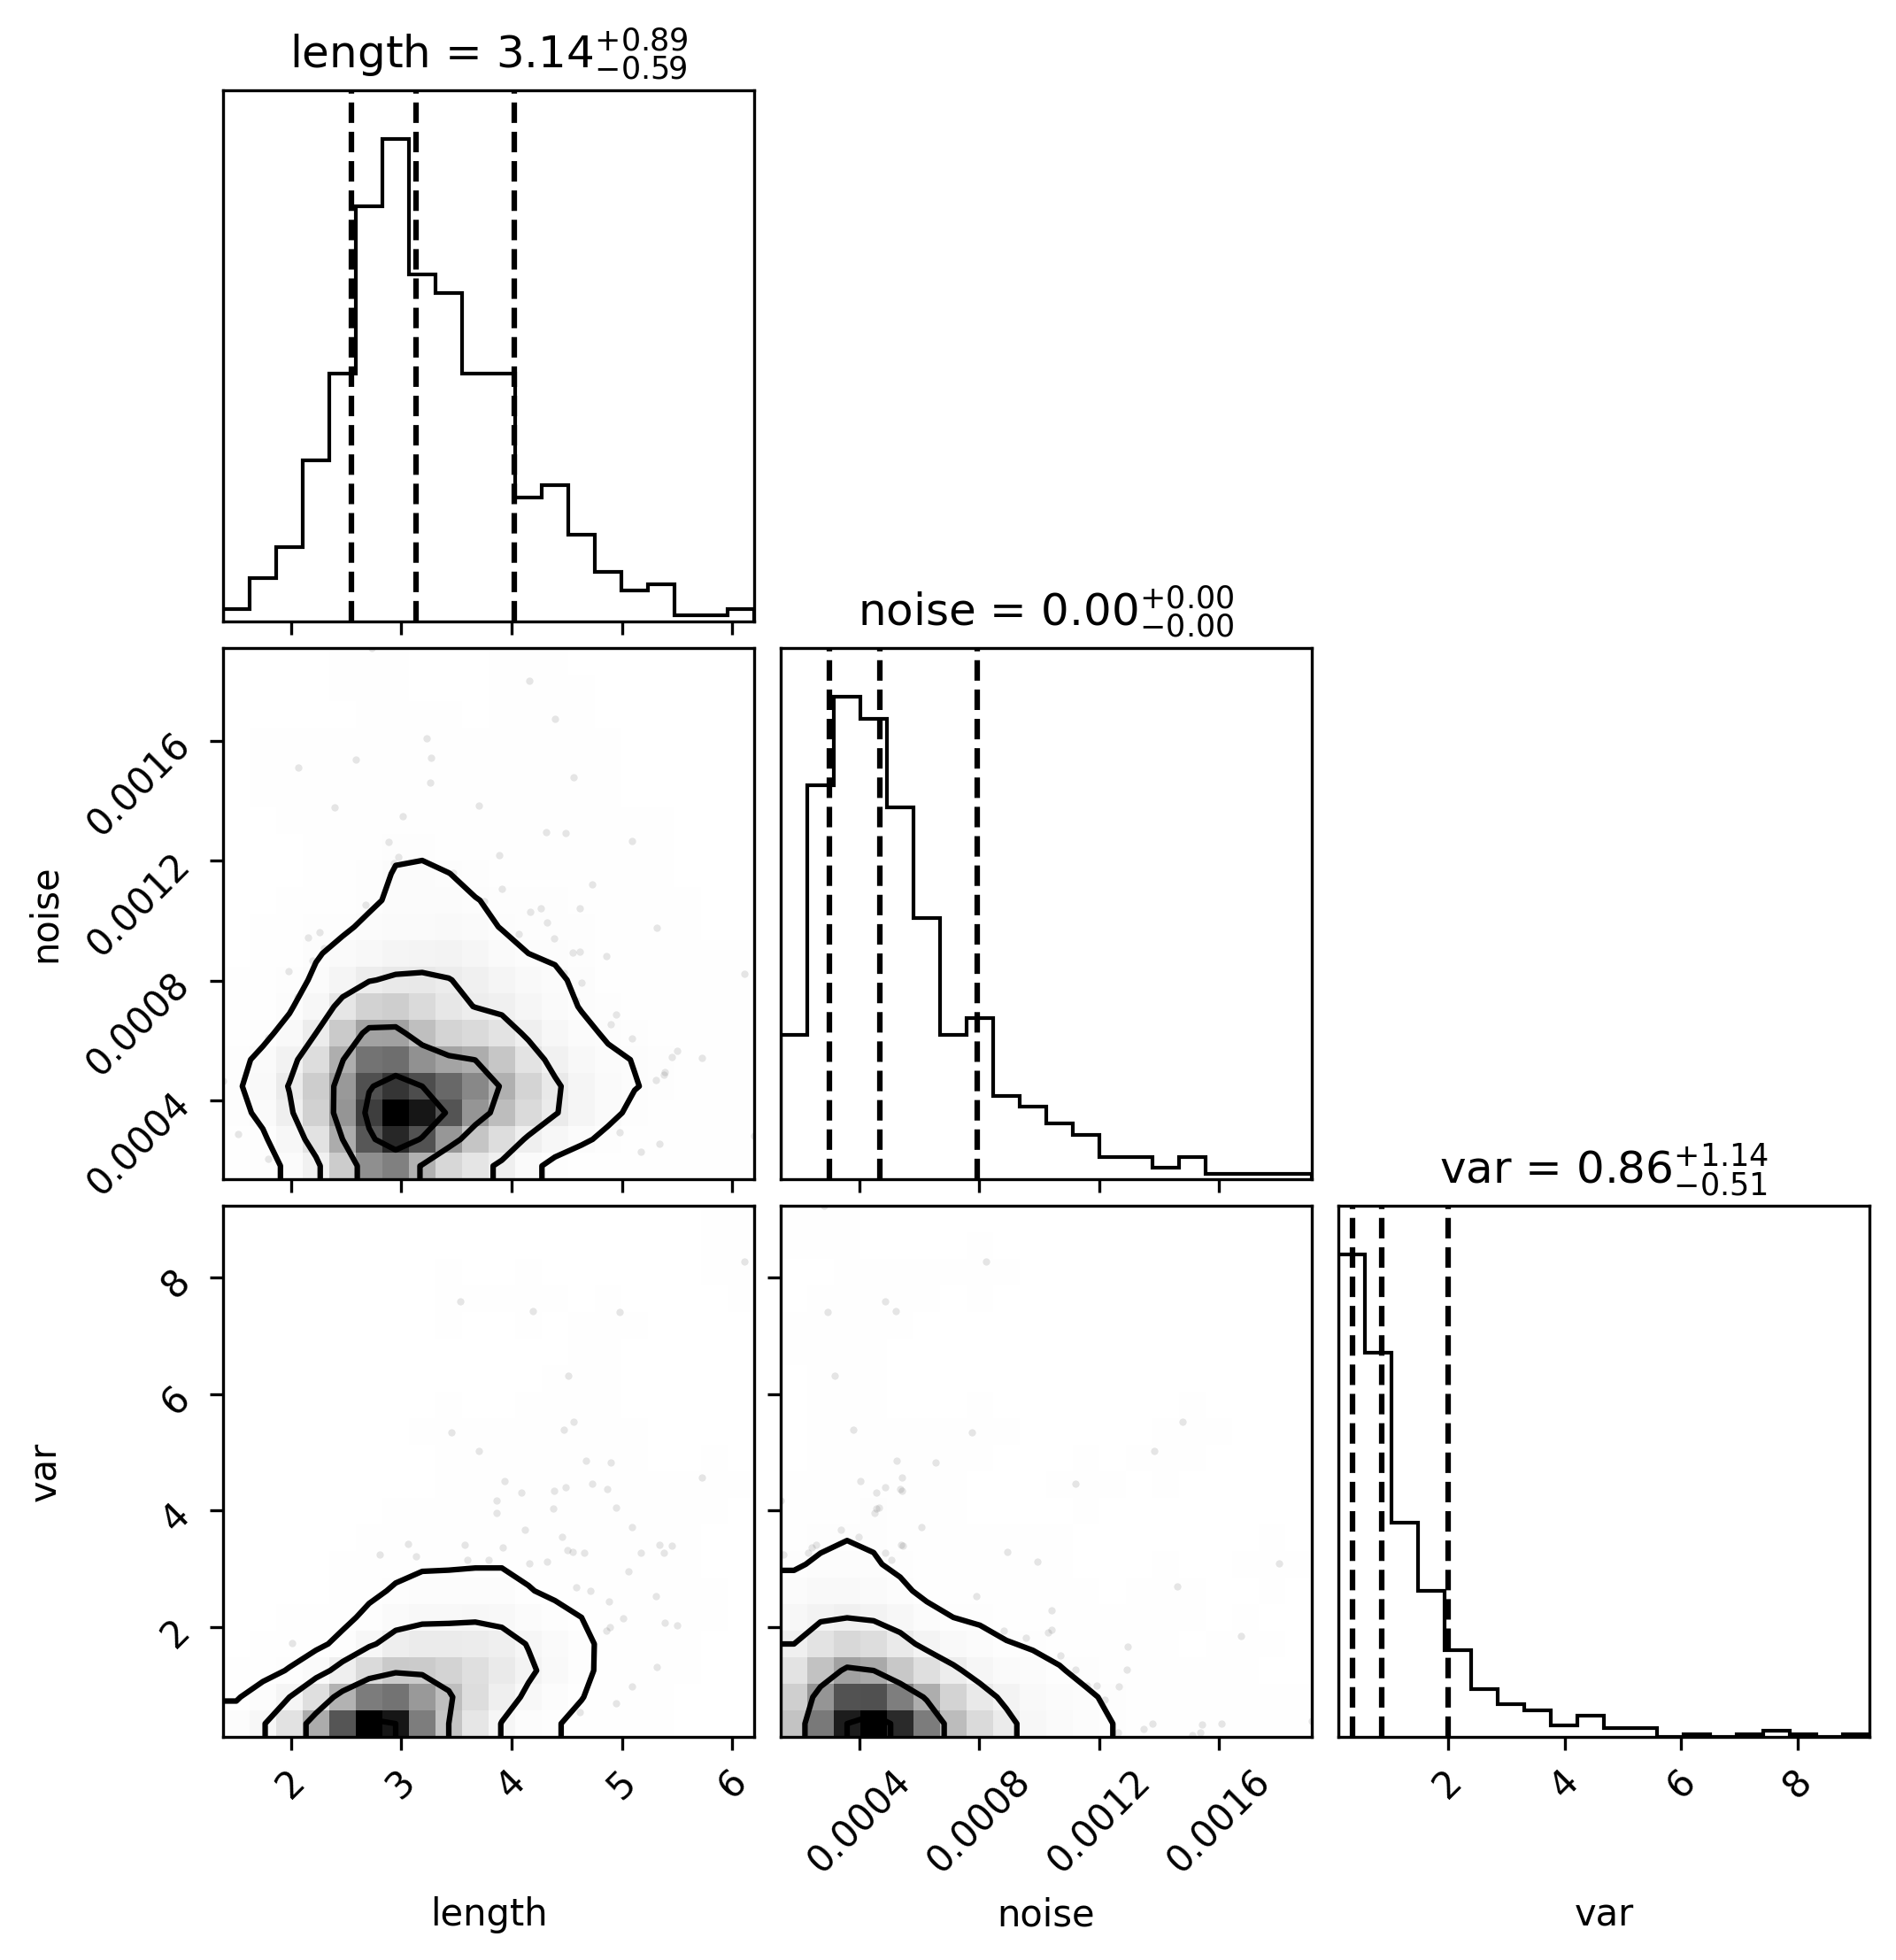 length = 3.14+0.89−0.59
noise = 0.00+0.00−0.00
0.0016
0.0012
0.0008
0.0004
noise
var = 0.86+1.14−0.51
8
6
4
2
var
2 3 4 5 6
0.0004 0.0008 0.0012 0.0016
2 4 6 8
length
noise
var